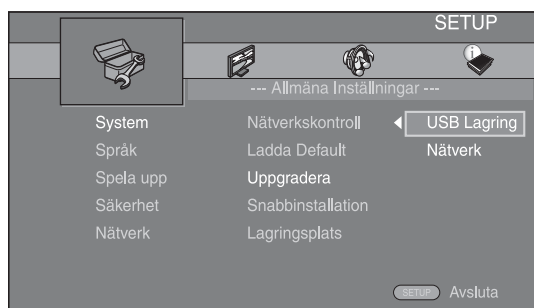 SETUP
--- Allmäna Inställningar ---
System Nätverkskontroll USB Lagring
Språk Ladda Default Nätverk
Spela upp Uppgradera
Säkerhet Snabbinstallation
Nätverk Lagringsplats
SETUP Avsluta